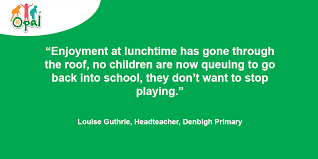 Opal
“Enjoyment at lunchtime has gone through
the roof, no children are now queuing to go
back into school, they don’t want to stop
playing.”
Louise Guthrie, Headteacher, Denbigh Primary